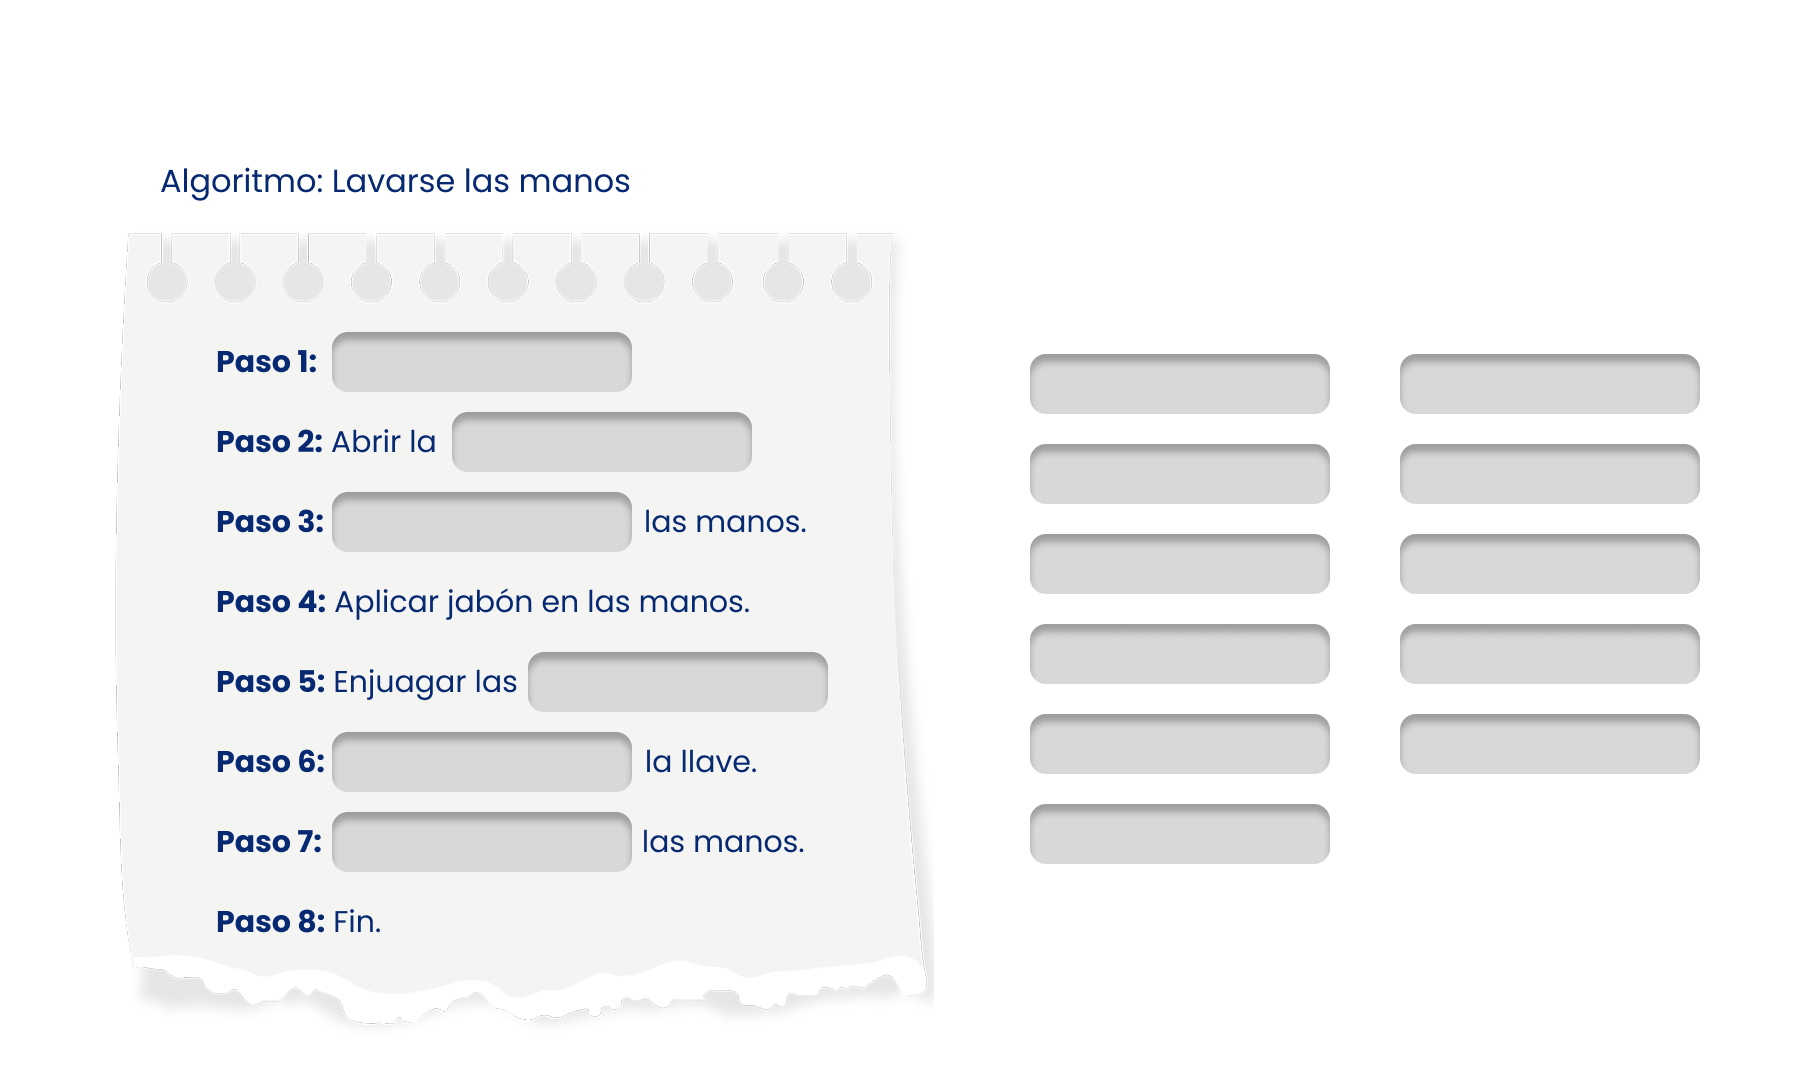 Algoritmo: Lavarse las manos
Paso 1:
Paso 2: Abrir la
Paso 3: las manos.
Paso 4: Aplicar jabón en las manos.
Paso 5: Enjuagar las
Paso 6: la llave.
Paso 7: las manos.
Paso 8: Fin.